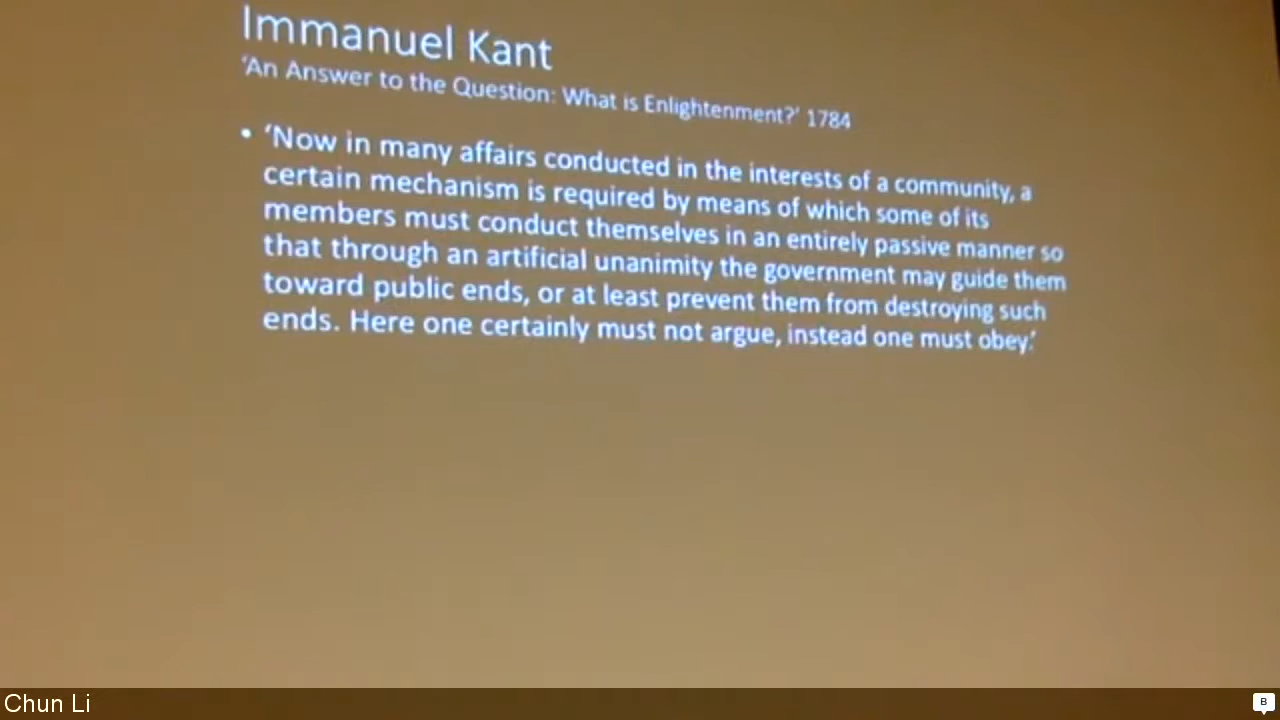 Immanuel Kant
‘An Answer to the Question: What is Enlightenment?’ 1784
• ‘Now in many affairs conducted in the interests of a community, a
certain mechanism is required by means of which some of its
members must conduct themselves in an entirely passive manner so
that through an artificial unanimity the government may guide them
toward public ends, or at least prevent them from destroying such
ends. Here one certainly must not argue, instead one must obey.’
Chun Li
B